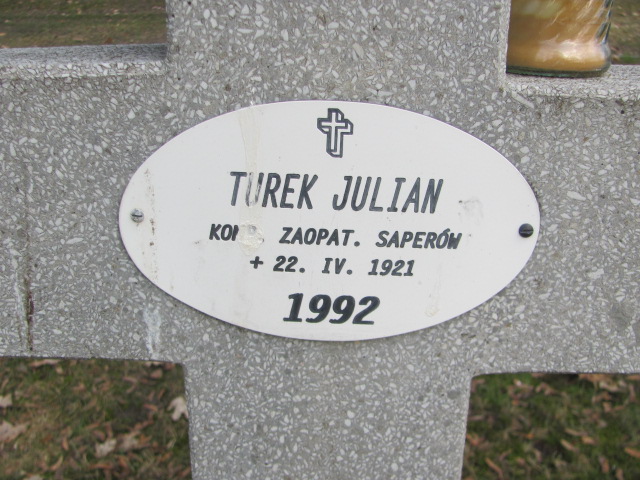 TUREK JULIAN
ZAOPAT. SAPERÓW
+ 22. IV. 1921
1992